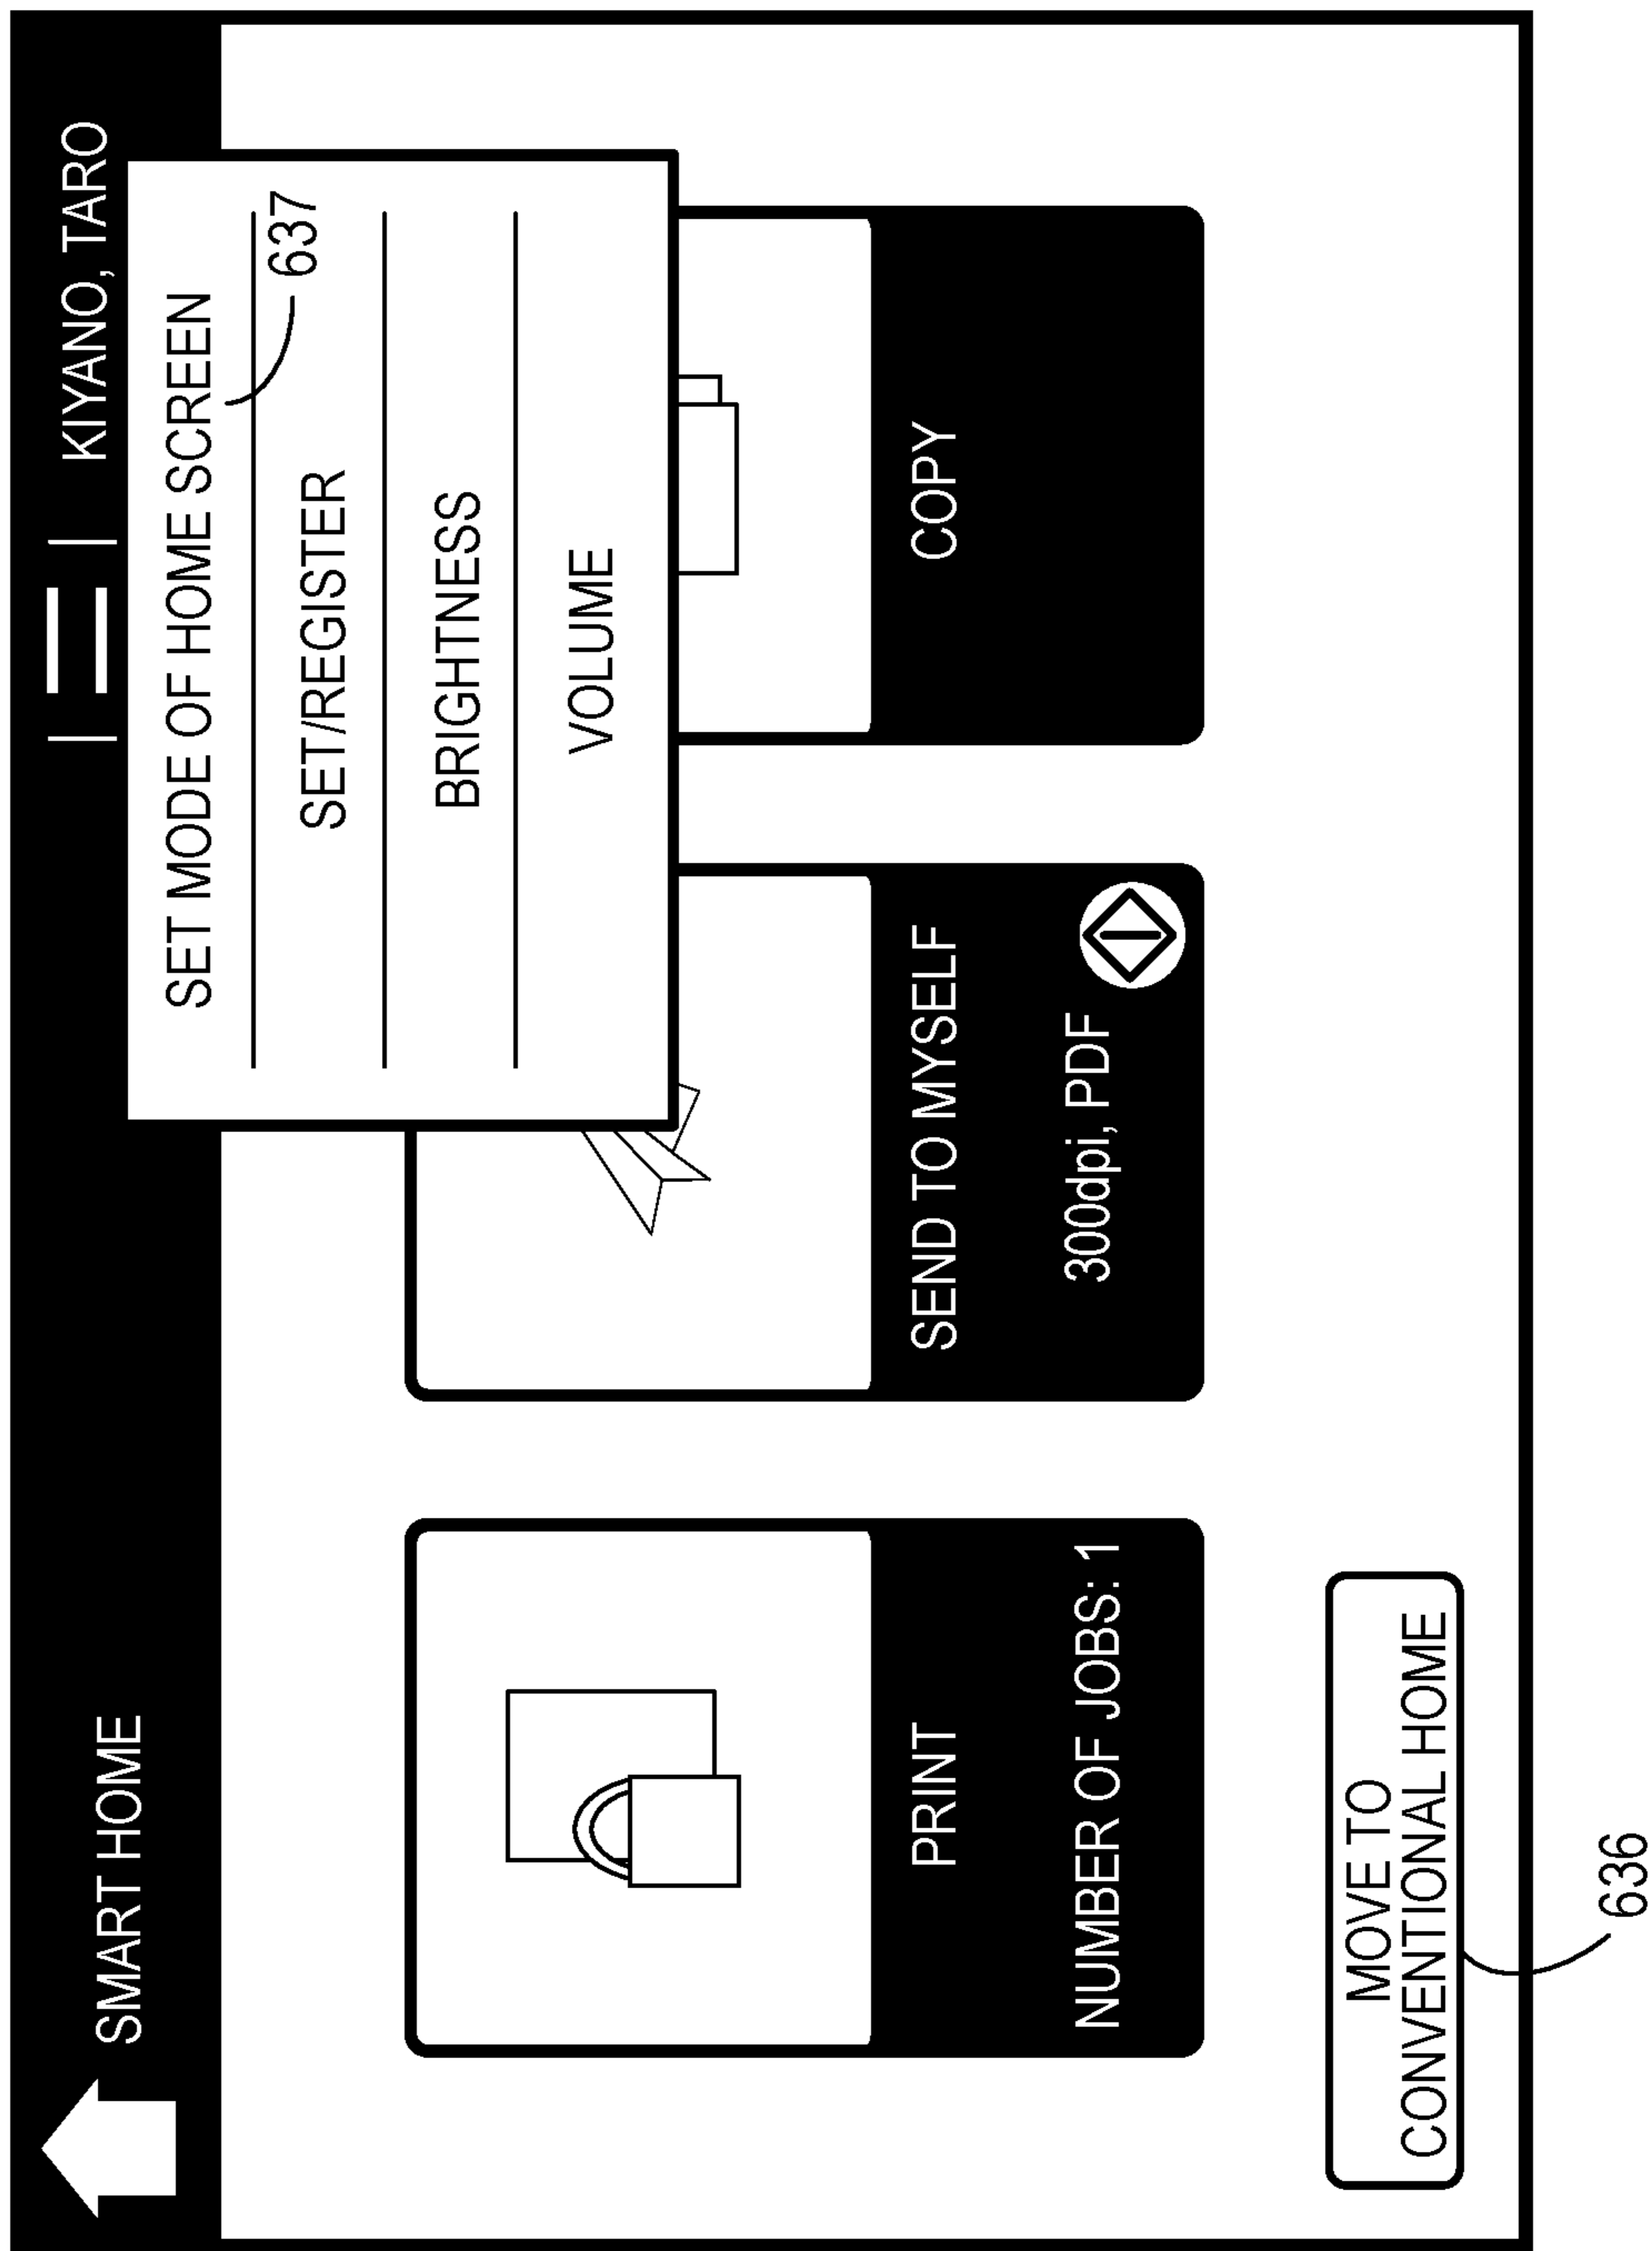 SMART HOME
KIYANO, TARO
SET MODE OF HOME SCREEN
637
SET/REGISTER
BRIGHTNESS
VOLUME
PRINT
NUMBER OF JOBS: 1
SEND TO MYSELF
300dpi, PDF
COPY
MOVE TO
CONVENTIONAL HOME
636